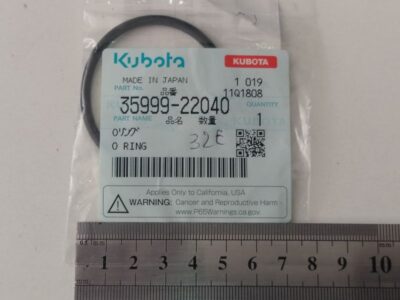 Kubota KUBOTA
MADE IN JAPAN 1 019
PART No. 品番 11Q1808
35999-22040 QUANTITY
PART NAME 品名 数量 1
Oリング 32E
O RING
Applies Only to California, USA
WARNING: Cancer and Reproductive Harm -
www.P65Warnings.ca.gov
1 2 3 4 5 6 7 8 9 10